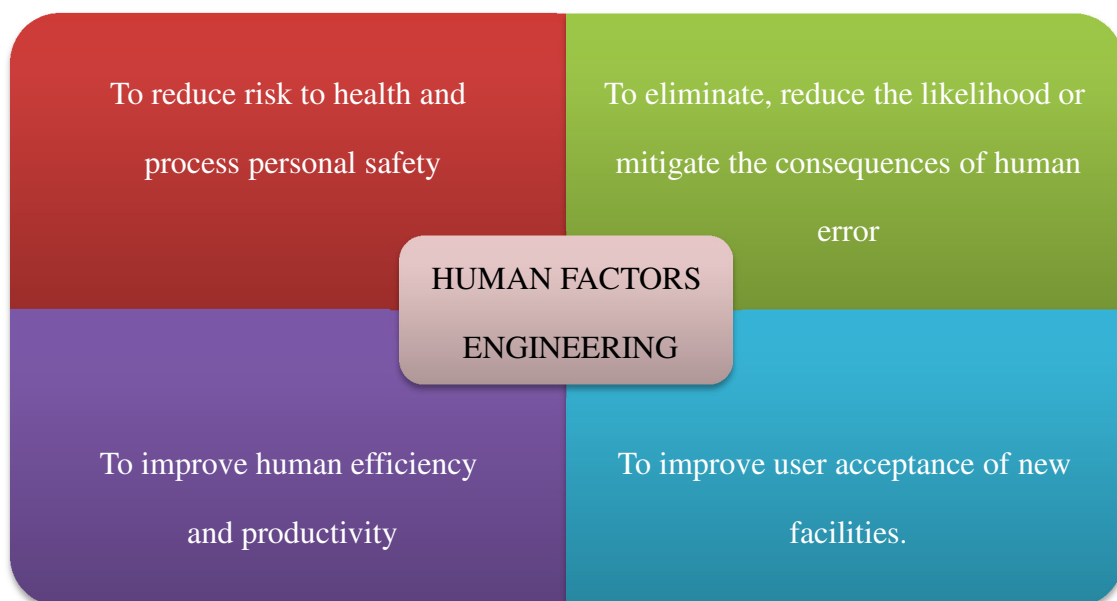 To reduce risk to health and
process personal safety
To eliminate, reduce the likelihood or
mitigate the consequences of human
error
HUMAN FACTORS
ENGINEERING
To improve human efficiency
and productivity
To improve user acceptance of new
facilities.